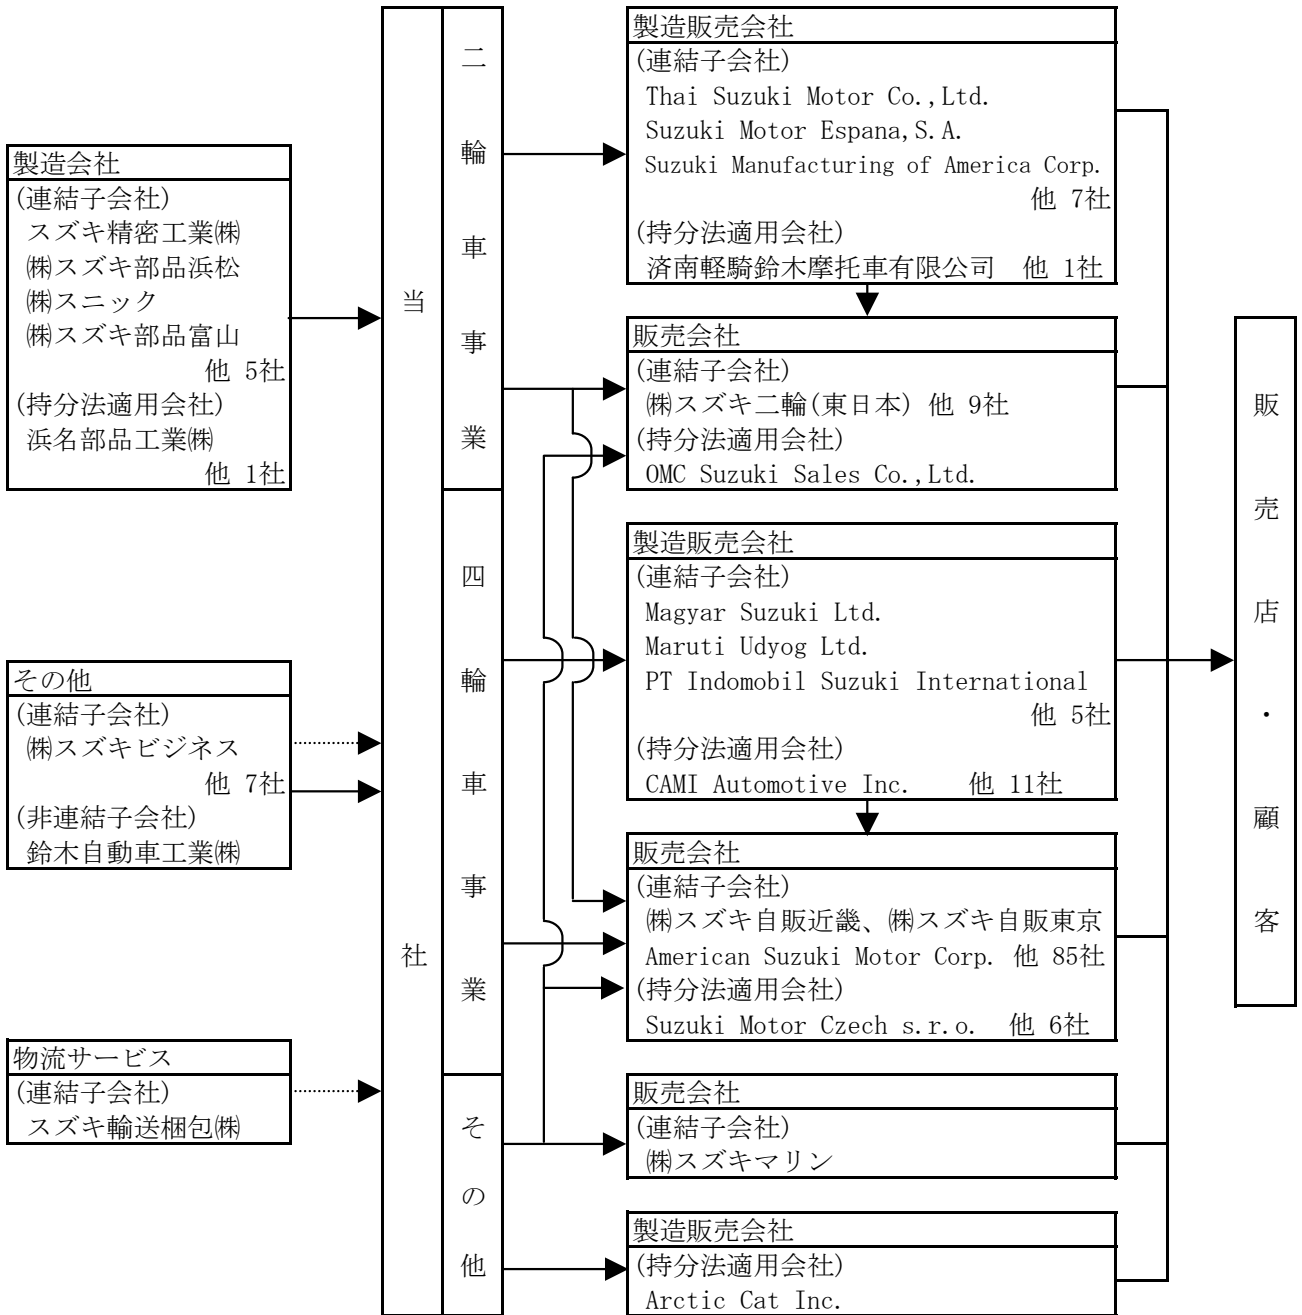 製造会社
(連結子会社)
スズキ精密工業㈱
㈱スズキ部品浜松
㈱スニック
㈱スズキ部品富山
他 5社
(持分法適用会社)
浜名部品工業㈱
他 1社
その他
(連結子会社)
㈱スズキビジネス
他 7社
(非連結子会社)
鈴木自動車工業㈱
物流サービス
(連結子会社)
スズキ輸送梱包㈱
当社
二輪車事業
四輪車事業
その他
製造販売会社
(連結子会社)
Thai Suzuki Motor Co.,Ltd.
Suzuki Motor Espana,S.A.
Suzuki Manufacturing of America Corp.
他 7社
(持分法適用会社)
済南軽騎鈴木摩托車有限公司 他 1社
販売会社
(連結子会社)
㈱スズキ二輪(東日本) 他 9社
(持分法適用会社)
OMC Suzuki Sales Co.,Ltd.
製造販売会社
(連結子会社)
Magyar Suzuki Ltd.
Maruti Udyog Ltd.
PT Indomobil Suzuki International
他 5社
(持分法適用会社)
CAMI Automotive Inc. 他 11社
販売会社
(連結子会社)
㈱スズキ自販近畿、㈱スズキ自販東京
American Suzuki Motor Corp. 他 85社
(持分法適用会社)
Suzuki Motor Czech s.r.o. 他 6社
販売会社
(連結子会社)
㈱スズキマリン
製造販売会社
(持分法適用会社)
Arctic Cat Inc.
販売店・顧客